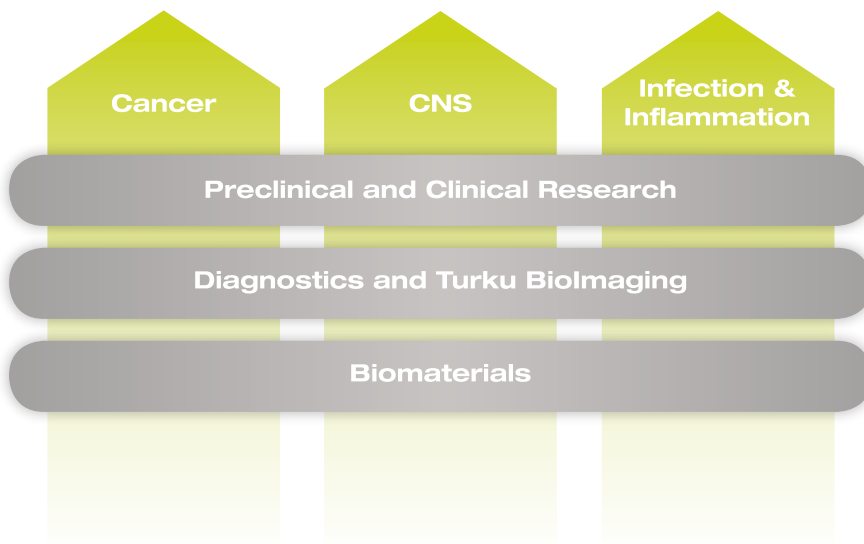 Cancer
CNS
Infection &
Inflammation
Preclinical and Clinical Research
Diagnostics and Turku BioImaging
Biomaterials